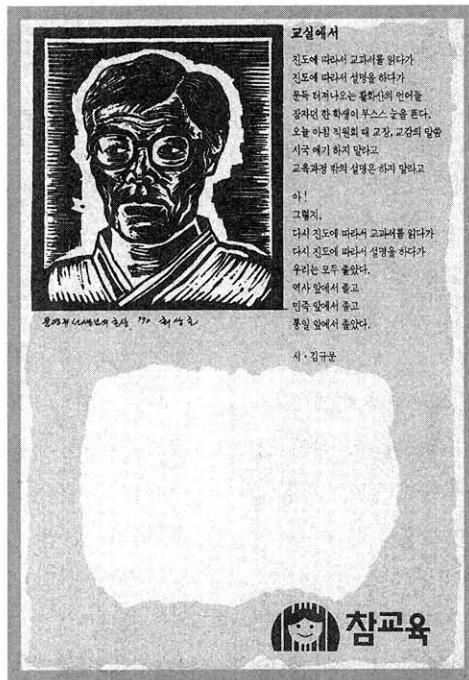 교실에서
진도에 따라서 교과서를 읽다가
진도에 따라서 설명을 하다가
문득 터져나오는 활화산의 언어들
잠자던 한 학생이 부스스 눈을 뜬다.
오늘 아침 직원회 때 교장, 교감의 말씀
시국 얘기 하지 말라고
교육과정 밖의 설명은 하지 말라고
아!
그렇지,
다시 진도에 따라서 교과서를 읽다가
다시 진도에 따라서 설명을 하다가
우리는 모두 졸았다.
역사 앞에서 졸고
민족 앞에서 졸고
통일 앞에서 졸았다.
시·김규문
초상 '90
참교육